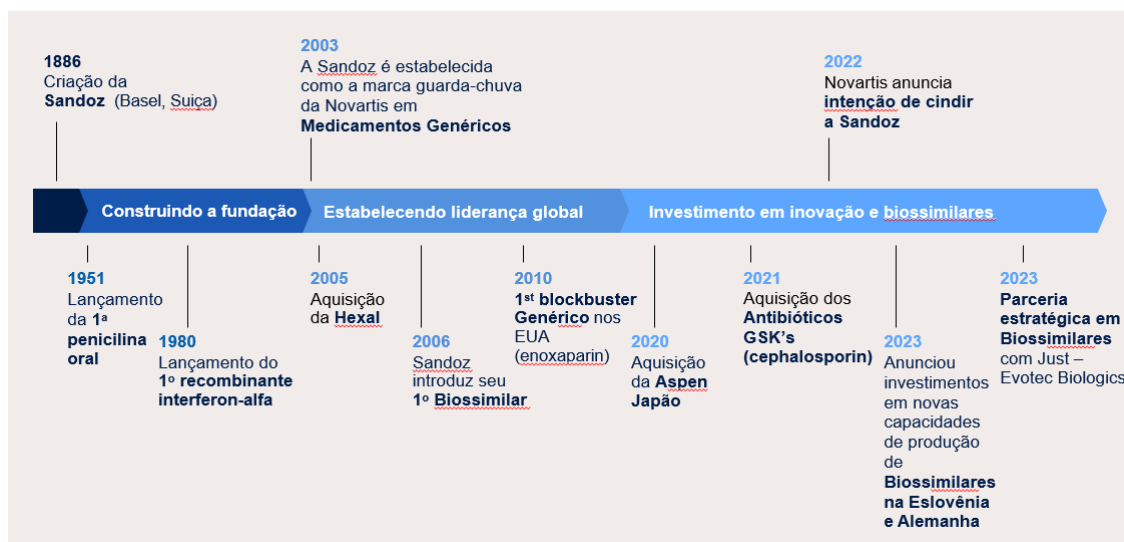 1886
Criação da
Sandoz (Basel, Suiça)
2003
A Sandoz é estabelecida
como a marca guarda-chuva
da Novartis em
Medicamentos Genéricos
2022
Novartis anuncia
intenção de cindir
a Sandoz
Construindo a fundação
Estabelecendo liderança global
Investimento em inovação e biossimilares
1951
Lançamento
da 1ª
penicilina
oral
1980
Lançamento do
1º recombinante
interferon-alfa
2005
Aquisição
da Hexal
2006
Sandoz
introduz seu
1º Biossimilar
2010
1st blockbuster
Genérico nos
EUA
(enoxaparin)
2020
Aquisição
da Aspen
Japão
2021
Aquisição dos
Antibióticos
GSK's
(cephalosporin)
2023
Anunciou
investimentos
em novas
capacidades
de produção
de
Biossimilares
na Eslovênia
e Alemanha
2023
Parceria
estratégica em
Biossimilares
com Just –
Evotec Biologics